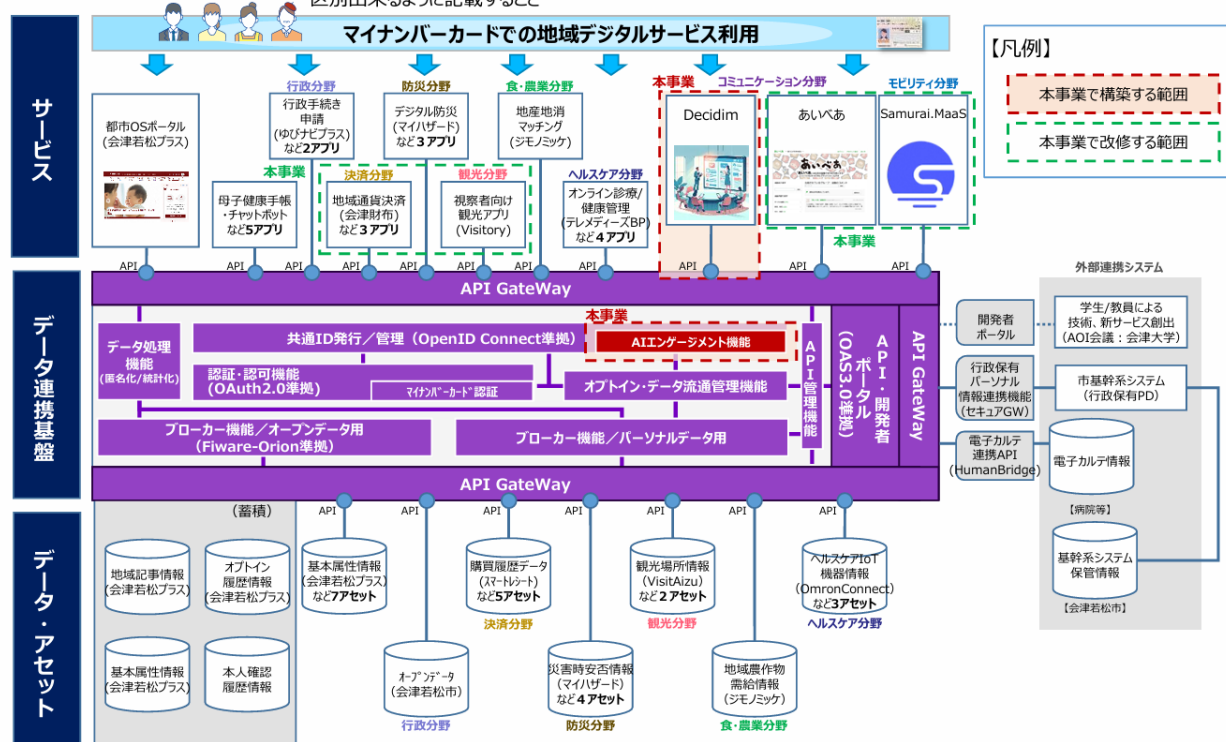 区別出来るように記載すること
マイナンバーカードでの地域デジタルサービス利用
【凡例】
本事業で構築する範囲
本事業で改修する範囲
サービス
都市OSポータル
(会津若松プラス)
行政分野
行政手続き
申請
(ゆびナビプラス)
など2アプリ
防災分野
デジタル防災
(マイハザード)
など３アプリ
食・農業分野
地産地消
マッチング
(ジモノミッケ)
本事業
コミュニケーション分野
モビリティ分野
Decidim
あいべあ
あいべあ
Samurai.MaaS
本事業
母子健康手帳
・チャットボット
など5アプリ
本事業
決済分野
地域通貨決済
(会津財布)
など３アプリ
観光分野
視察者向け
観光アプリ
(Visitory)
ヘルスケア分野
オンライン診療/
健康管理
(テレメディーズBP)
など４アプリ
API
API
API
API
API
API
API
API
API
API
API
データ連携基盤
API GateWay
データ処理
機能
(匿名化/統計化)
共通ID発行／管理（OpenID Connect準拠）
本事業
AIエンゲージメント機能
認証・認可機能
(OAuth2.0準拠)
マイナンバーカード認証
オプトイン・データ流通管理機能
ブローカー機能／オープンデータ用
（Fiware-Orion準拠）
ブローカー機能／パーソナルデータ用
API管理機能
API・開発者
ポータル
(OAS3.0準拠)
API GateWay
API GateWay
外部連携システム
開発者
ポータル
学生/教員による
技術、新サービス創出
（AOI会議：会津大学）
行政保有
パーソナル
情報連携機能
(セキュアGW)
市基幹系システム
（行政保有PD）
電子カルテ
連携API
(HumanBridge)
電子カルテ情報
【病院等】
基幹系システム
保管情報
【会津若松市】
データ・アセット
（蓄積）
地域記事情報
(会津若松プラス)
オプトイン
履歴情報
(会津若松プラス)
基本属性情報
(会津若松プラス)
本人確認
履歴情報
API
API
API
API
API
API
API
基本属性情報
(会津若松プラス)
など7アセット
購買履歴データ
(スマートレシート)
など5アセット
決済分野
観光場所情報
(VisitAizu)
など２アセット
観光分野
ヘルスケアIoT
機器情報
(OmronConnect)
など3アセット
ヘルスケア分野
オープンデータ
（会津若松市）
行政分野
災害時安否情報
(マイハザード)
など４アセット
防災分野
地域農作物
需給情報
(ジモノミッケ)
食・農業分野